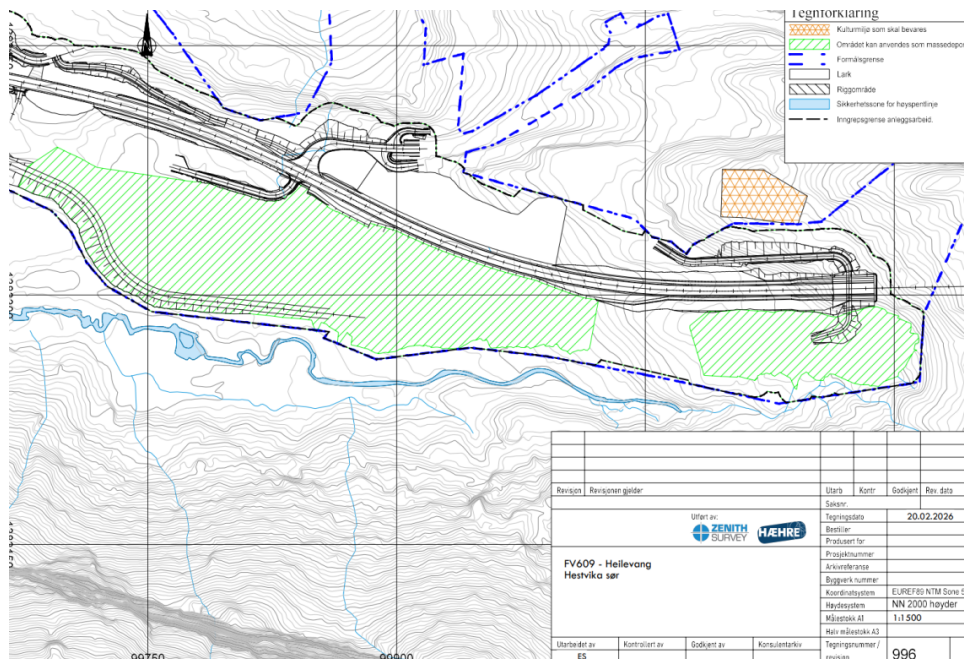 Tegnforklaring
Kulturmiljø som skal bevares
Området kan anvendes som massedepo
Formålsgrense
Lark
Riggområde
Sikkerhetssone for høyspentlinje
Inngrepsgrense anleggsarbeid.
Revisjon Revisjonen gjelder Utarb Kontr Godkjent Rev. dato
Saksnr.
Utført av:
ZENITH SURVEY
HÆHRE
Tegningsdato 20.02.2026
Bestiller
Produsert for
Prosjektnummer
FV609 - Heilevang
Hestvika sør
Arkivreferanse
Byggverk nummer
Koordinatsystem EUREF89 NTM Sone 5
Høydesystem NN 2000 høyder
Målestokk A1 1:1500
Halv målestokk A3
Utarbeidet av Kontrollert av Godkjent av Konsulentarkiv Tegningsnummer /
ES revisjon 996
99750 99900